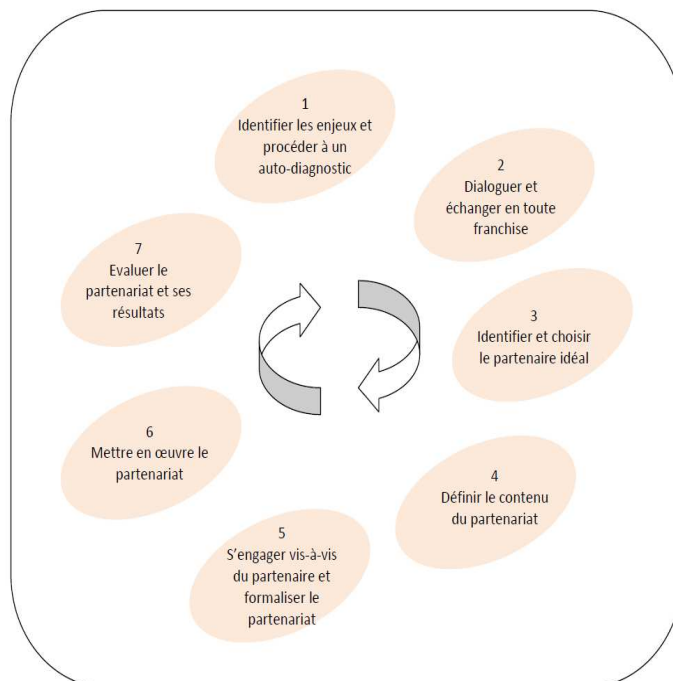 1
Identifier les enjeux et
procéder à un
auto-diagnostic
2
Dialoguer et
échanger en toute
franchise
3
Identifier et choisir
le partenaire idéal
4
Définir le contenu
du partenariat
5
S'engager vis-à-vis
du partenaire et
formaliser le
partenariat
6
Mettre en œuvre le
partenariat
7
Evaluer le
partenariat et ses
résultats